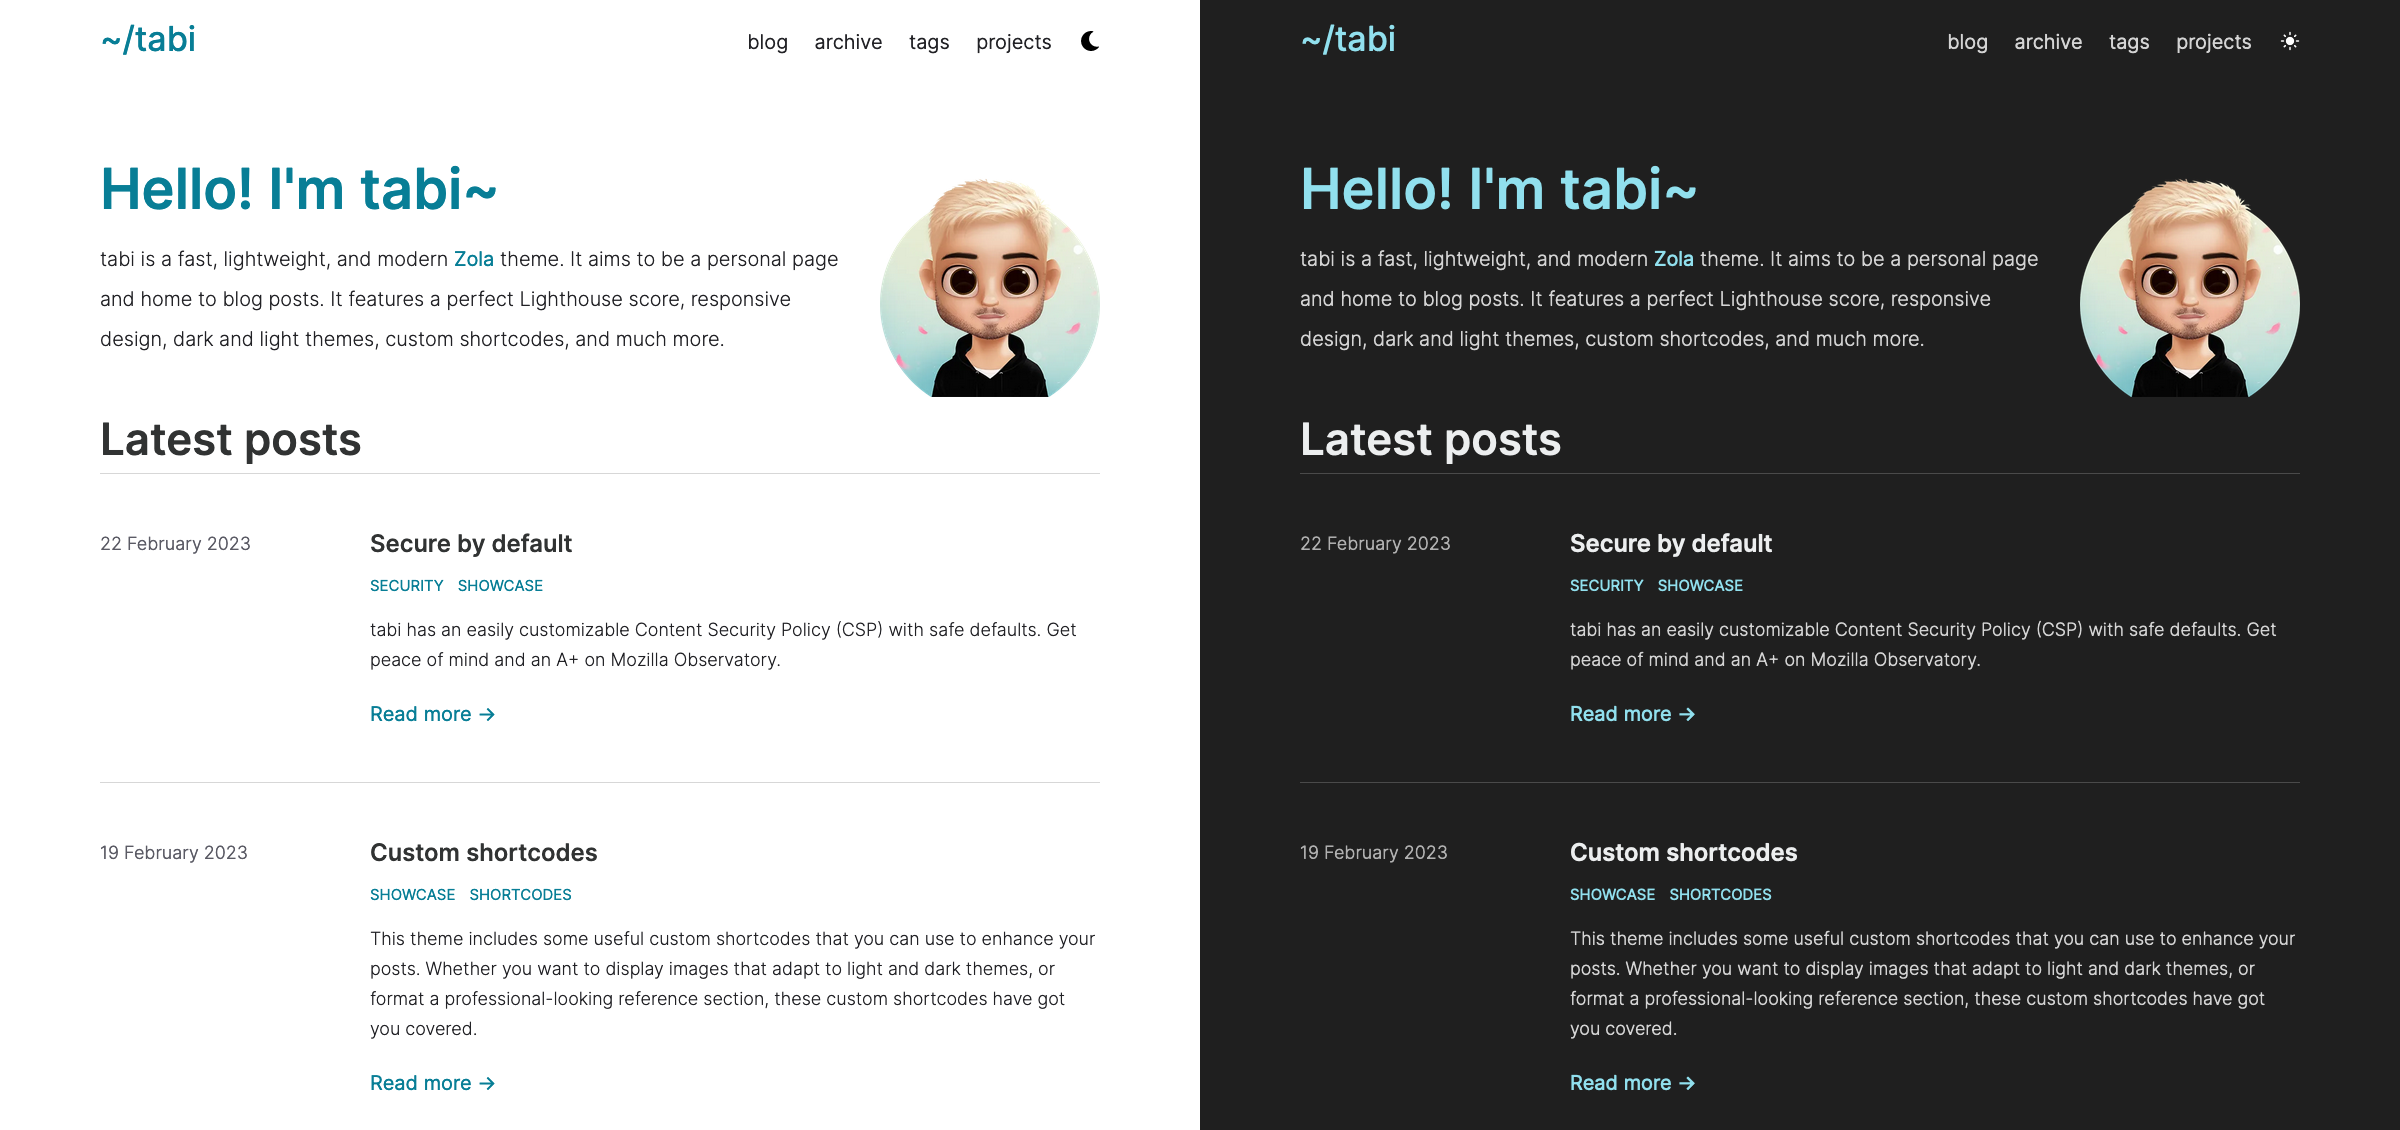 ~/tabi
blog archive tags projects
Hello! I'm tabi~
tabi is a fast, lightweight, and modern Zola theme. It aims to be a personal page
and home to blog posts. It features a perfect Lighthouse score, responsive
design, dark and light themes, custom shortcodes, and much more.
Latest posts
22 February 2023
Secure by default
SECURITY SHOWCASE
tabi has an easily customizable Content Security Policy (CSP) with safe defaults. Get
peace of mind and an A+ on Mozilla Observatory.
Read more →
19 February 2023
Custom shortcodes
SHOWCASE SHORTCODES
This theme includes some useful custom shortcodes that you can use to enhance your
posts. Whether you want to display images that adapt to light and dark themes, or
format a professional-looking reference section, these custom shortcodes have got
you covered.
Read more →
~/tabi
blog archive tags projects
Hello! I'm tabi~
tabi is a fast, lightweight, and modern Zola theme. It aims to be a personal page
and home to blog posts. It features a perfect Lighthouse score, responsive
design, dark and light themes, custom shortcodes, and much more.
Latest posts
22 February 2023
Secure by default
SECURITY SHOWCASE
tabi has an easily customizable Content Security Policy (CSP) with safe defaults. Get
peace of mind and an A+ on Mozilla Observatory.
Read more →
19 February 2023
Custom shortcodes
SHOWCASE SHORTCODES
This theme includes some useful custom shortcodes that you can use to enhance your
posts. Whether you want to display images that adapt to light and dark themes, or
format a professional-looking reference section, these custom shortcodes have got
you covered.
Read more →